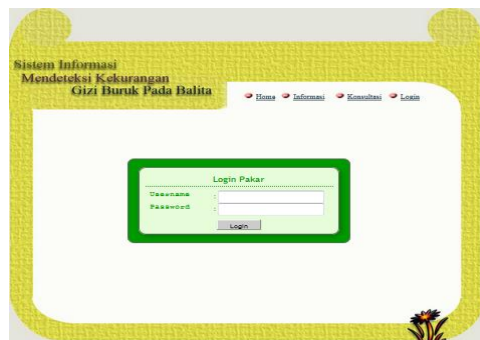 Sistem Informasi
Mendeteksi Kekurangan
Gizi Buruk Pada Balita
Home Informasi Konsultasi Login
Login Pakar
Username :
Password :
Login